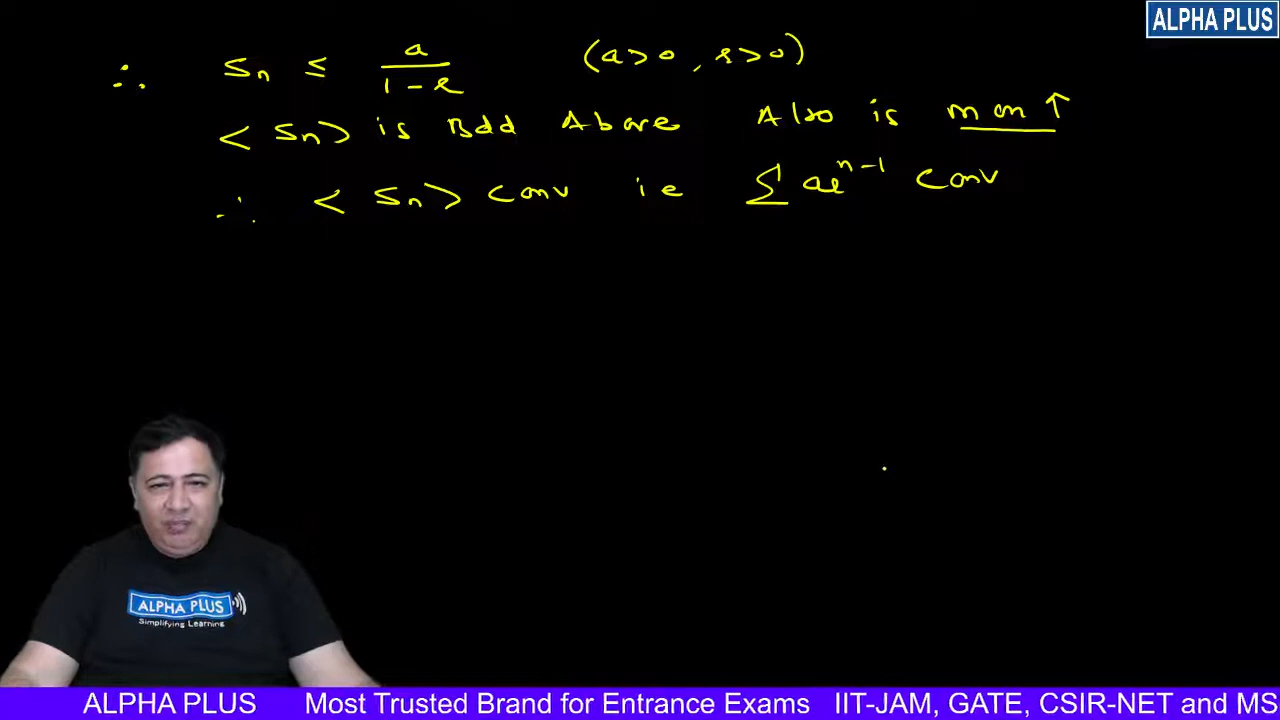 ALPHA PLUS
∴ Sn ≤ a/(1-r) (a>0, r>0)
<Sn> is Bdd Above Also is mon ↑
∴ <Sn> conv ie ∑ ar^(n-1) conv
ALPHA PLUS
Simplifying Learning
ALPHA PLUS Most Trusted Brand for Entrance Exams IIT-JAM, GATE, CSIR-NET and MS